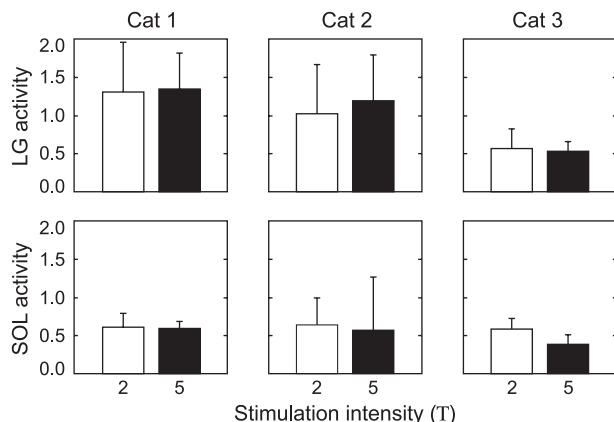 Cat 1 Cat 2 Cat 3
LG activity
2.0
1.5
1.0
0.5
0.0
SOL activity
2.0
1.5
1.0
0.5
0.0
2 5 2 5 2 5
Stimulation intensity (T)